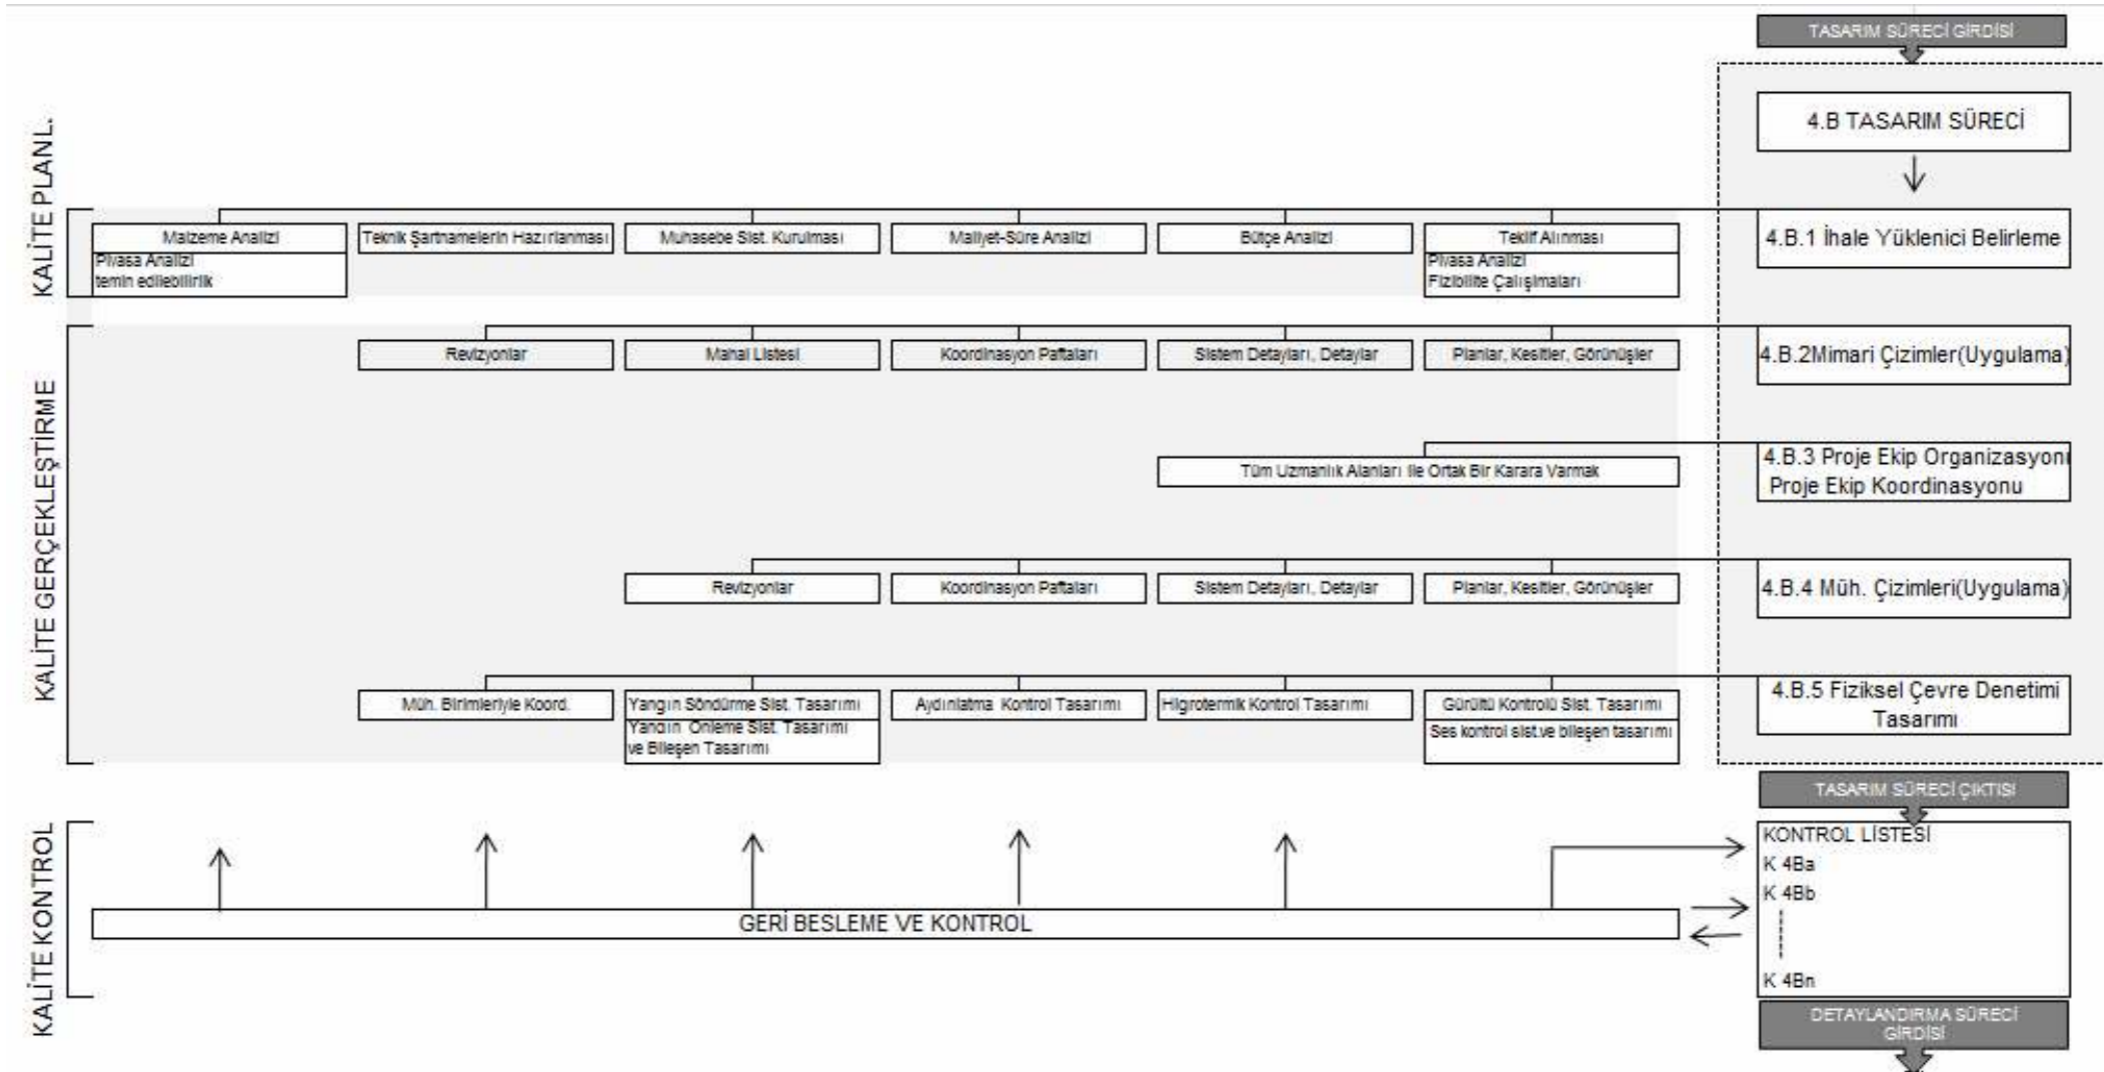 TASARIM SÜRECİ GİRDİSİ
4.B TASARIM SÜRECİ
KALİTE PLANL.
Malzeme Analizi
Piyasa Analizi
temin edilebilirlik
Teknik Şartnamelerin Hazırlanması
Muhasebe Sist. Kurulması
Maliyet-Süre Analizi
Bütçe Analizi
Teklif Alınması
Piyasa Analizi
Fizibilite Çalışimaları
4.B.1 İhale Yüklenici Belirleme
KALİTE GERÇEKLEŞTİRME
Revizyonlar
Mahal Listesi
Koordinasyon Paftaları
Sistem Detayları, Detaylar
Planlar, Kesitler, Görünüşler
4.B.2Mimari Çizimler(Uygulama)
Tüm Uzmanlık Alanları ile Ortak Bir Karara Varmak
4.B.3 Proje Ekip Organizasyonı
Proje Ekip Koordinasyonu
Revizyonlar
Koordinasyon Paftaları
Sistem Detayları, Detaylar
Planlar, Kesitler, Görünüşler
4.B.4 Müh. Çizimleri(Uygulama)
Müh. Birimleriyle Koord.
Yangın Söndürme Sist. Tasarımı
Yandın Önleme Sist. Tasarımı
ve Bileşen Tasarımı
Aydınlatma Kontrol Tasarımı
Higrotermik Kontrol Tasarımı
Gürültü Kontrolü Sist. Tasarımı
Ses kontrol sist.ve bileşen tasarımı
4.B.5 Fiziksel Çevre Denetimi
Tasarımı
TASARIM SÜRECİ ÇIKTISI
KALİTE KONTROL
GERİ BESLEME VE KONTROL
KONTROL LİSTESİ
K 4Ba
K 4Bb
K 4Bn
DETAYLANDIRMA SÜRECİ
GİRDİSİ